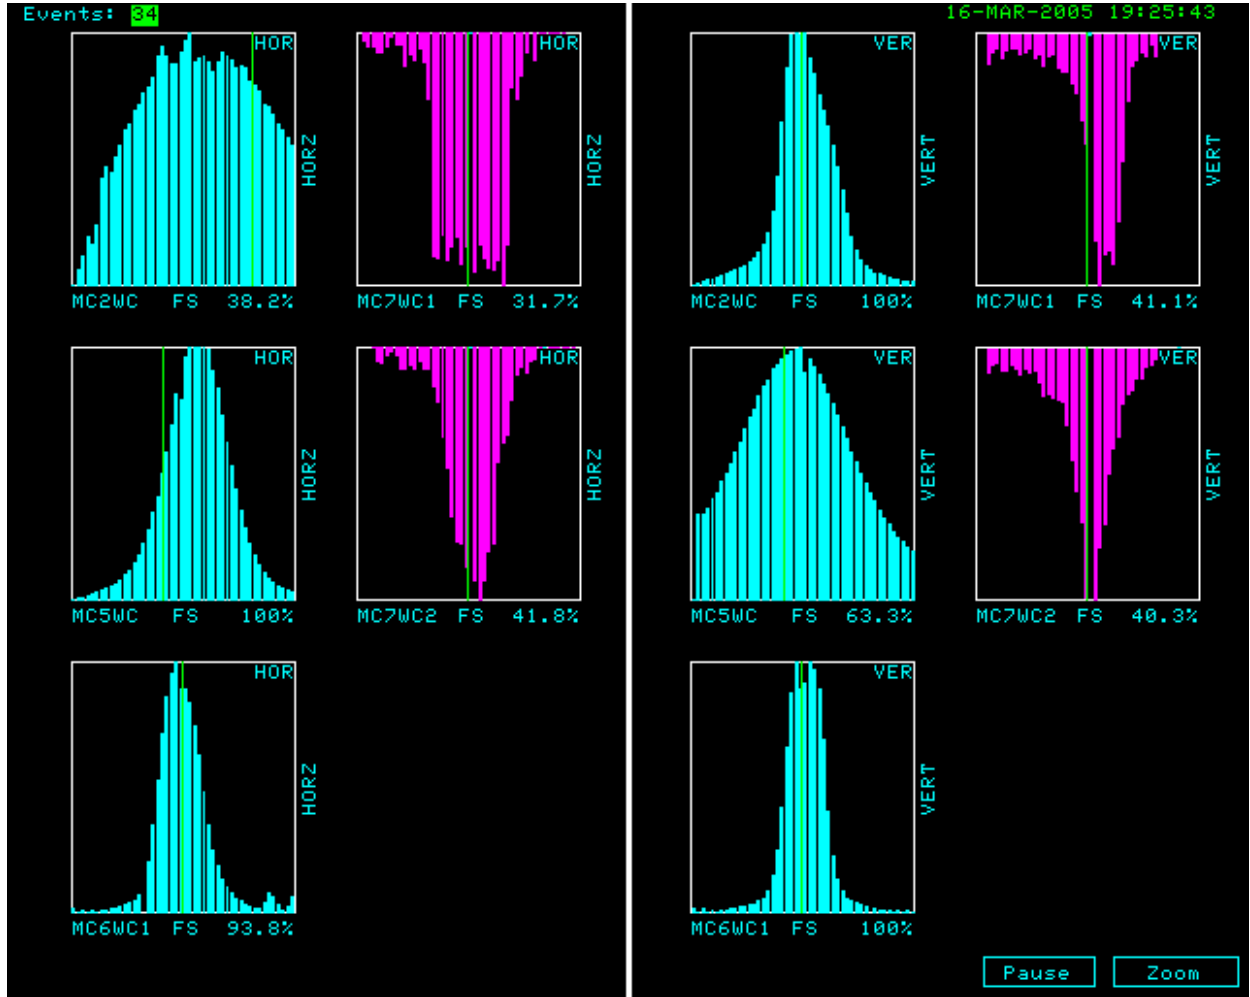 Events: 34
16-MAR-2005 19:25:43
HOR
HORZ
MC2WC FS 38.2%
HOR
HORZ
MC7WC1 FS 31.7%
VER
VERT
MC2WC FS 100%
VER
VERT
MC7WC1 FS 41.1%
HOR
HORZ
MC5WC FS 100%
HOR
HORZ
MC7WC2 FS 41.8%
VER
VERT
MC5WC FS 63.3%
VER
VERT
MC7WC2 FS 40.3%
HOR
HORZ
MC6WC1 FS 93.8%
VER
VERT
MC6WC1 FS 100%
Pause
Zoom